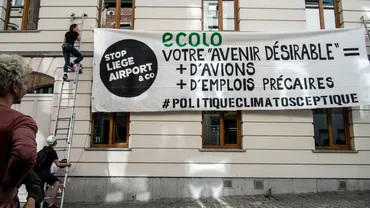 STOP
LIEGE
AIRPORT
& CO
ecolo
VOTRE "AVENIR DÉSIRABLE" =
+ D'AVIONS
+ D'EMPLOIS PRÉCAIRES
#POLITIQUECLIMATOSCEPTIQUE